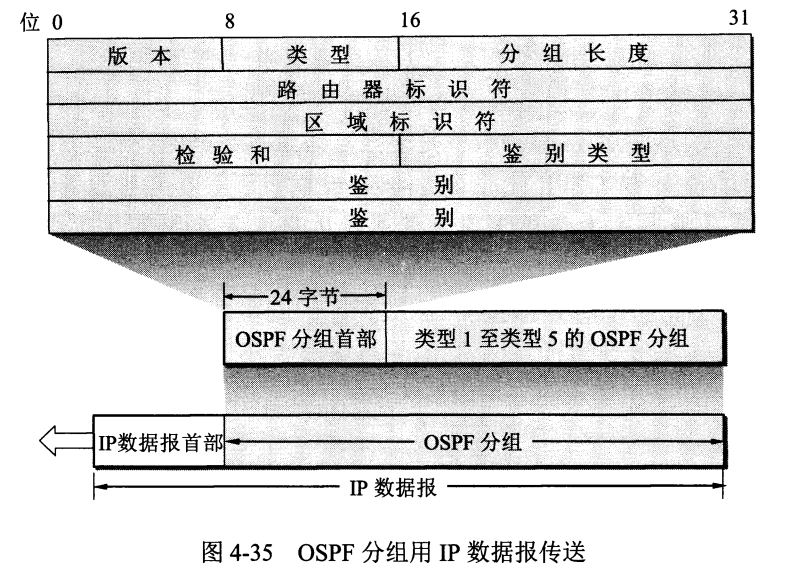 位 0 8 16 31
版 本 类 型 分 组 长 度
路 由 器 标 识 符
区 域 标 识 符
检 验 和 鉴 别 类 型
鉴 别
鉴 别
24 字节
OSPF 分组首部 类型 1 至类型 5 的 OSPF 分组
IP数据报首部 OSPF 分组
IP 数据报
图 4-35 OSPF 分组用 IP 数据报传送